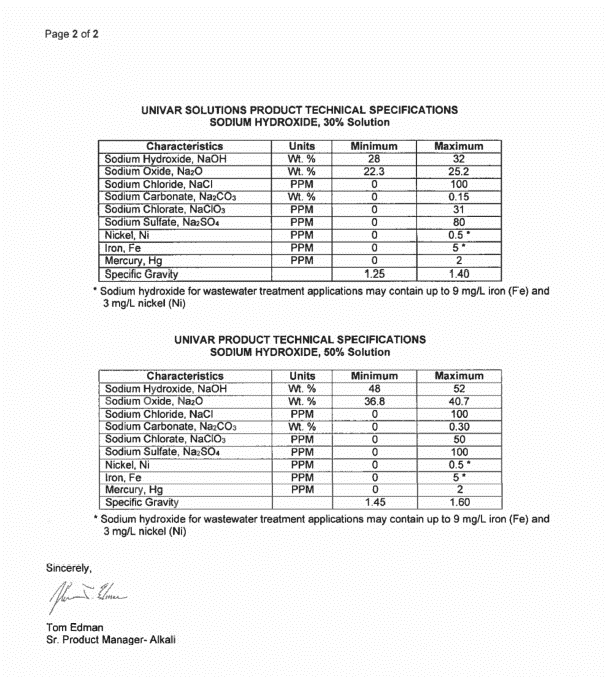 Page 2 of 2
UNIVAR SOLUTIONS PRODUCT TECHNICAL SPECIFICATIONS
SODIUM HYDROXIDE, 30% Solution
Characteristics Units Minimum Maximum
Sodium Hydroxide, NaOH Wt. % 28 32
Sodium Oxide, Na₂O Wt. % 22.3 25.2
Sodium Chloride, NaCl PPM 0 100
Sodium Carbonate, Na₂CO₃ Wt. % 0 0.15
Sodium Chlorate, NaClO₃ PPM 0 31
Sodium Sulfate, Na₂SO₄ PPM 0 80
Nickel, Ni PPM 0 0.5 *
Iron, Fe PPM 0 5 *
Mercury, Hg PPM 0 2
Specific Gravity 1.25 1.40
* Sodium hydroxide for wastewater treatment applications may contain up to 9 mg/L iron (Fe) and
3 mg/L nickel (Ni)
UNIVAR PRODUCT TECHNICAL SPECIFICATIONS
SODIUM HYDROXIDE, 50% Solution
Characteristics Units Minimum Maximum
Sodium Hydroxide, NaOH Wt. % 48 52
Sodium Oxide, Na₂O Wt. % 36.8 40.7
Sodium Chloride, NaCl PPM 0 100
Sodium Carbonate, Na₂CO₃ Wt. % 0 0.30
Sodium Chlorate, NaClO₃ PPM 0 50
Sodium Sulfate, Na₂SO₄ PPM 0 100
Nickel, Ni PPM 0 0.5 *
Iron, Fe PPM 0 5 *
Mercury, Hg PPM 0 2
Specific Gravity 1.45 1.60
* Sodium hydroxide for wastewater treatment applications may contain up to 9 mg/L iron (Fe) and
3 mg/L nickel (Ni)
Sincerely,
Tom Edman
Sr. Product Manager- Alkali